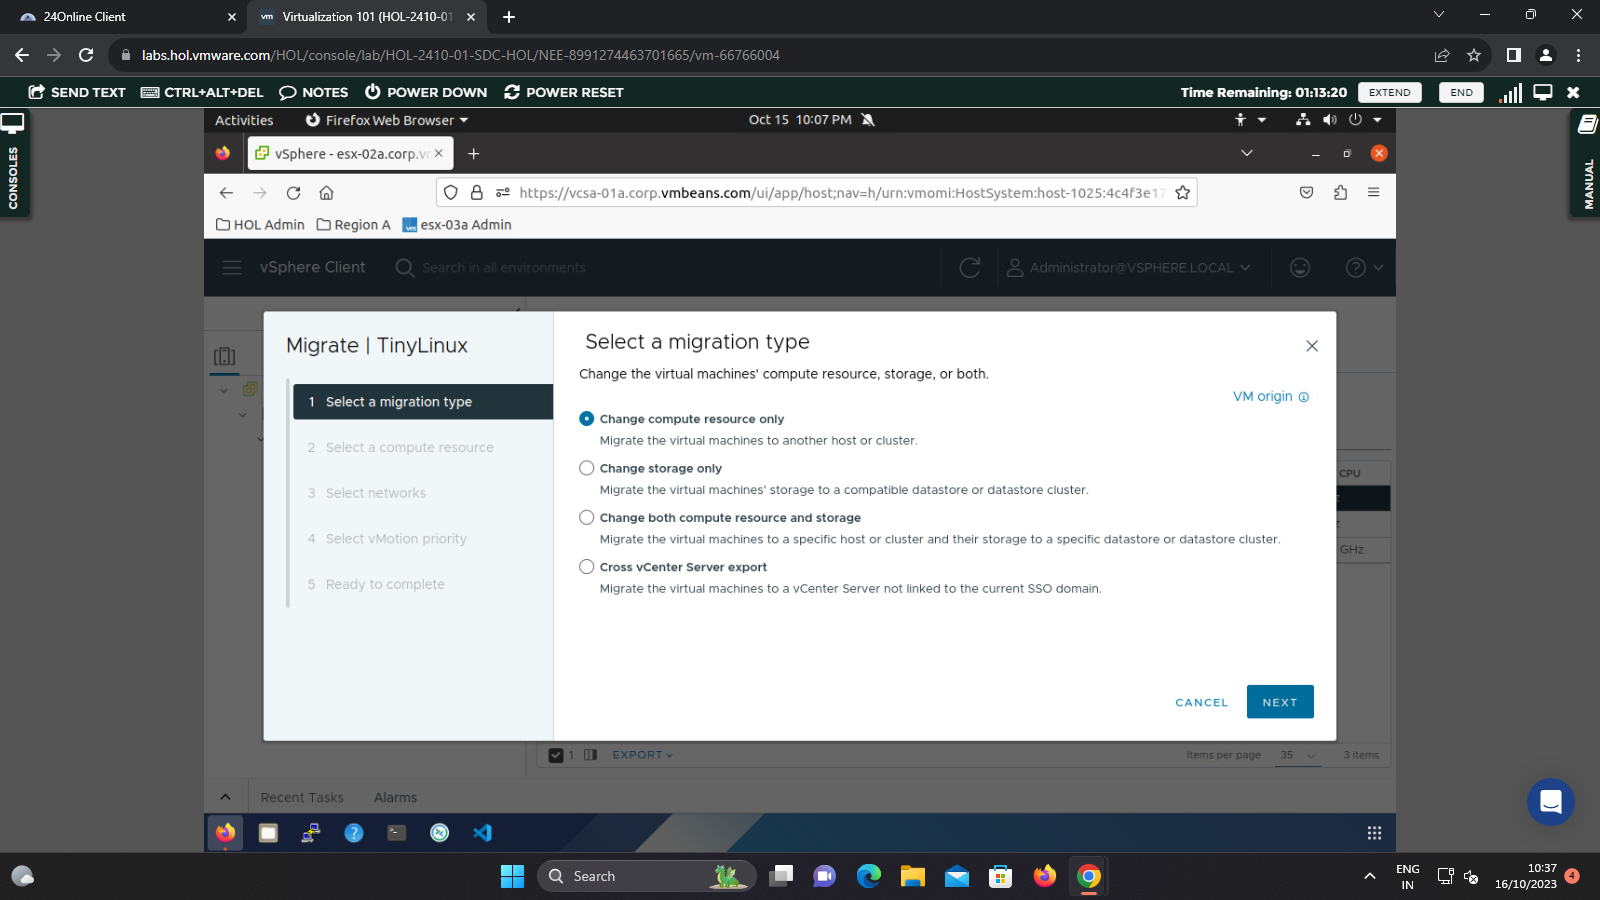 24Online Client
vm Virtualization 101 (HOL-2410-01
labs.hol.vmware.com/HOL/console/lab/HOL-2410-01-SDC-HOL/NEE-8991274463701665/vm-66766004
SEND TEXT CTRL+ALT+DEL NOTES POWER DOWN POWER RESET Time Remaining: 01:13:20 EXTEND END
CONSOLES
MANUAL
Activities Firefox Web Browser Oct 15 10:07 PM
vSphere - esx-02a.corp.vm
https://vcsa-01a.corp.vmbeans.com/ui/app/host;nav=h/urn:vmomi:HostSystem:host-1025:4c4f3e17
HOL Admin Region A vm esx-03a Admin
vSphere Client Search in all environments Administrator@VSPHERE.LOCAL
Migrate | TinyLinux
1 Select a migration type
2 Select a compute resource
3 Select networks
4 Select vMotion priority
5 Ready to complete
Select a migration type
Change the virtual machines' compute resource, storage, or both.
VM origin
Change compute resource only
Migrate the virtual machines to another host or cluster.
Change storage only
Migrate the virtual machines' storage to a compatible datastore or datastore cluster.
Change both compute resource and storage
Migrate the virtual machines to a specific host or cluster and their storage to a specific datastore or datastore cluster.
Cross vCenter Server export
Migrate the virtual machines to a vCenter Server not linked to the current SSO domain.
CANCEL NEXT
CPU
GHz
1 EXPORT Items per page 35 3 items
Recent Tasks Alarms
Search
ENG
IN
10:37
16/10/2023
4